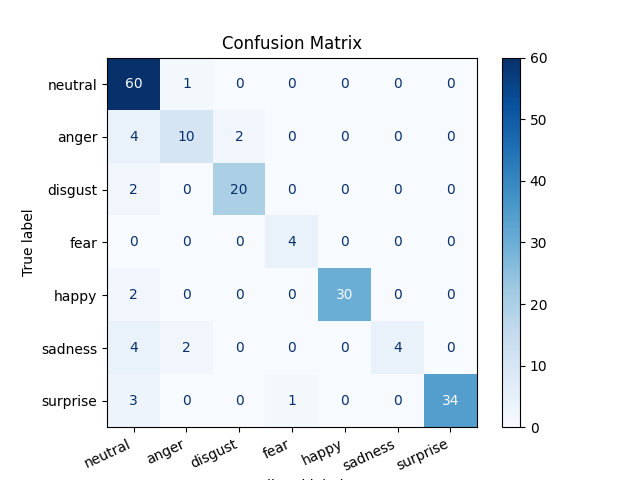 Confusion Matrix
True label
neutral 60 1 0 0 0 0 0
anger 4 10 2 0 0 0 0
disgust 2 0 20 0 0 0 0
fear 0 0 0 4 0 0 0
happy 2 0 0 0 30 0 0
sadness 4 2 0 0 0 4 0
surprise 3 0 0 1 0 0 34
neutral anger disgust fear happy sadness surprise
60
50
40
30
20
10
0